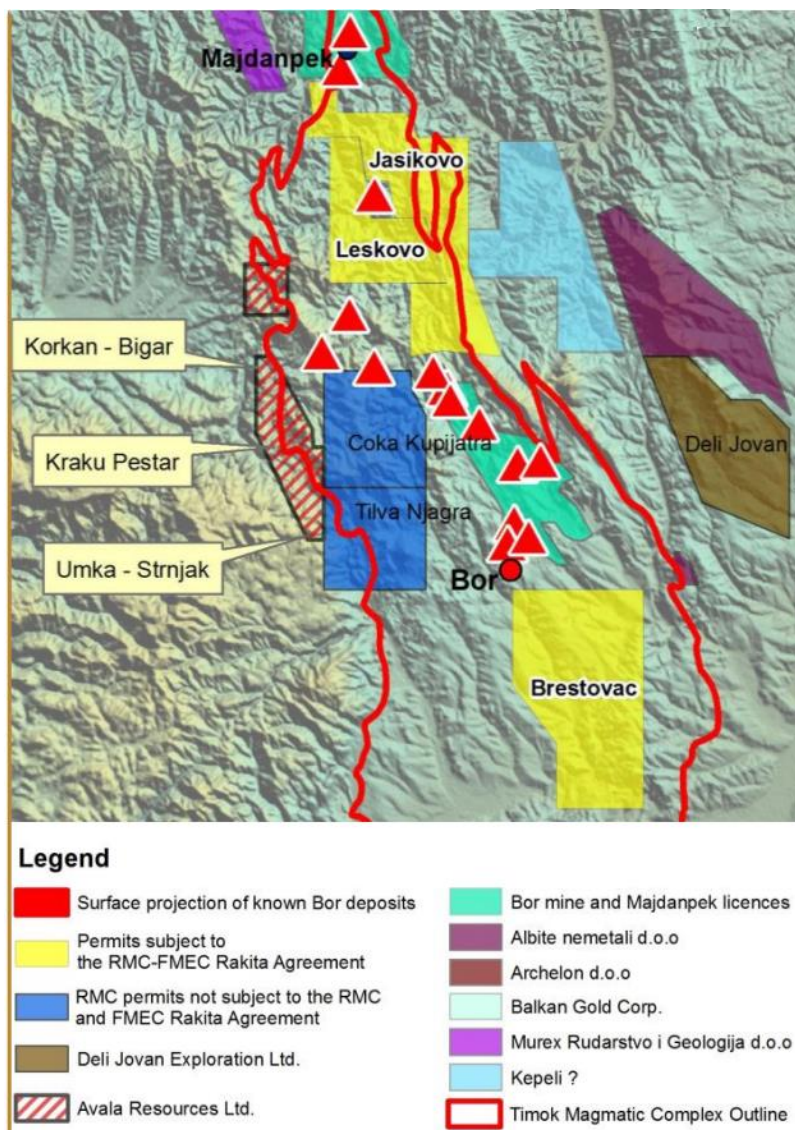 Majdanpek
Jasikovo
Leskovo
Korkan - Bigar
Kraku Pestar
Coka Kupijatra
Deli Jovan
Tilva Njagra
Umka - Strnjak
Bor
Brestovac
Legend
Surface projection of known Bor deposits
Permits subject to
the RMC-FMEC Rakita Agreement
RMC permits not subject to the RMC
and FMEC Rakita Agreement
Deli Jovan Exploration Ltd.
Avala Resources Ltd.
Bor mine and Majdanpek licences
Albite nemetali d.o.o
Archelon d.o.o
Balkan Gold Corp.
Murex Rudarstvo i Geologija d.o.o
Kepeli ?
Timok Magmatic Complex Outline